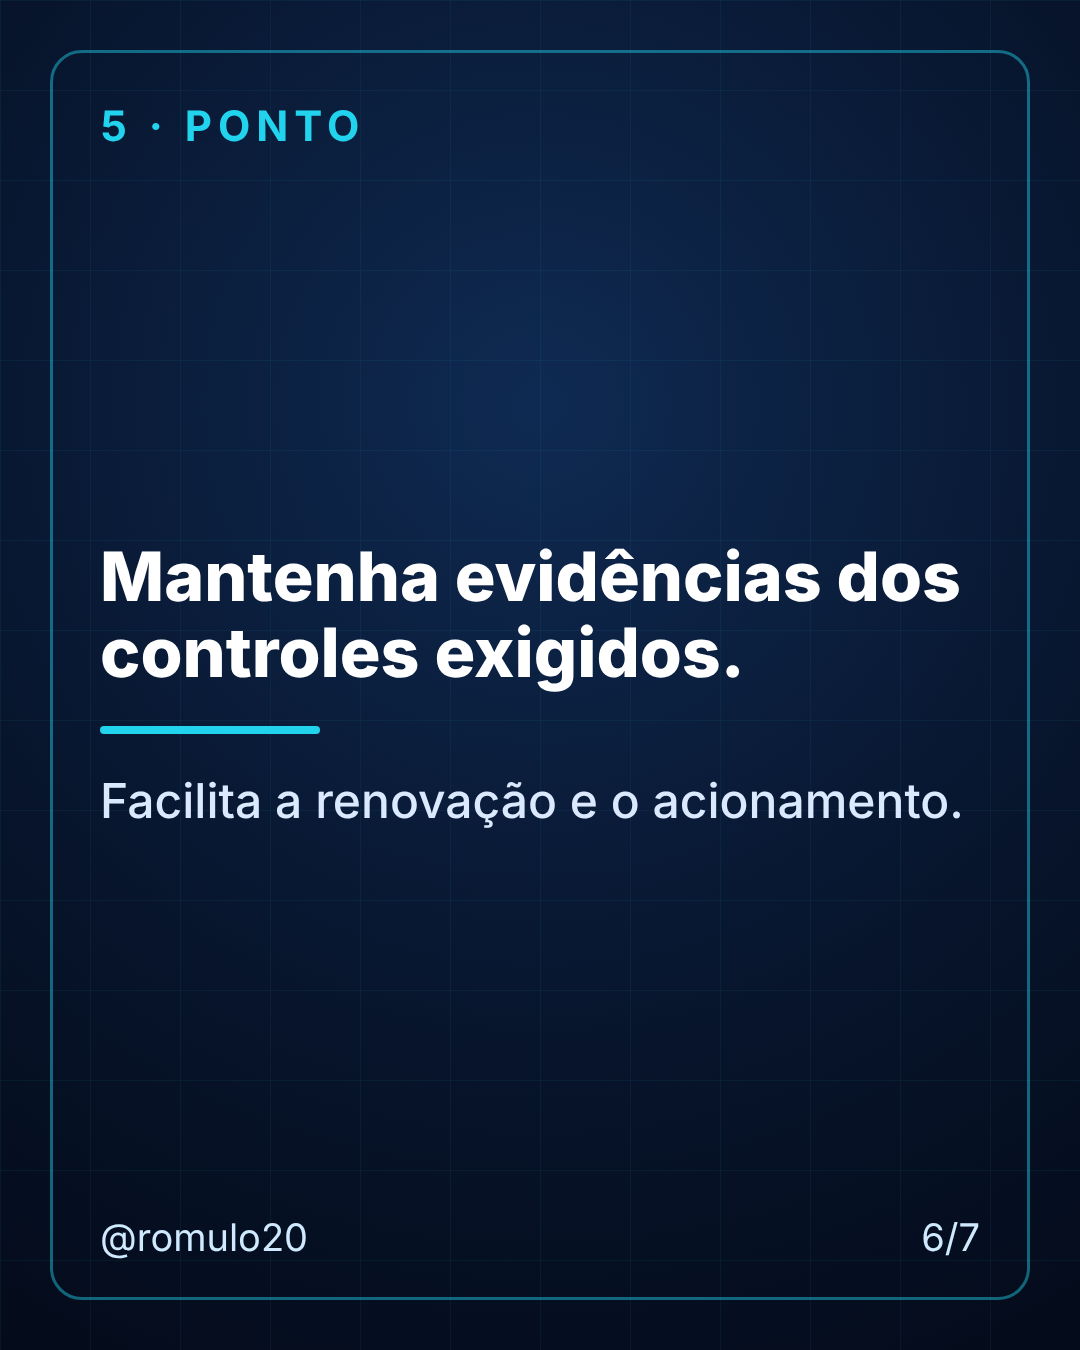 5 · PONTO
Mantenha evidências dos
controles exigidos.
Facilita a renovação e o acionamento.
@romulo20
6/7